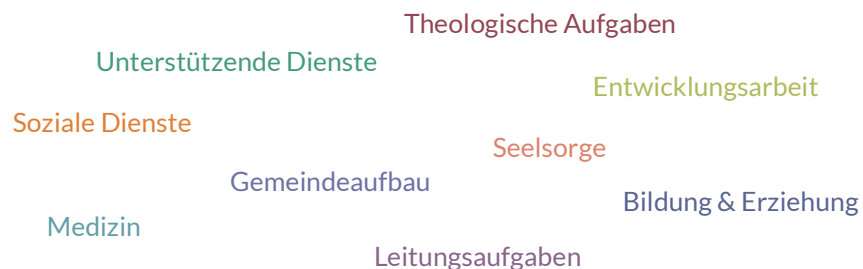 Theologische Aufgaben
Unterstützende Dienste
Entwicklungsarbeit
Soziale Dienste
Seelsorge
Gemeindeaufbau
Bildung & Erziehung
Medizin
Leitungsaufgaben